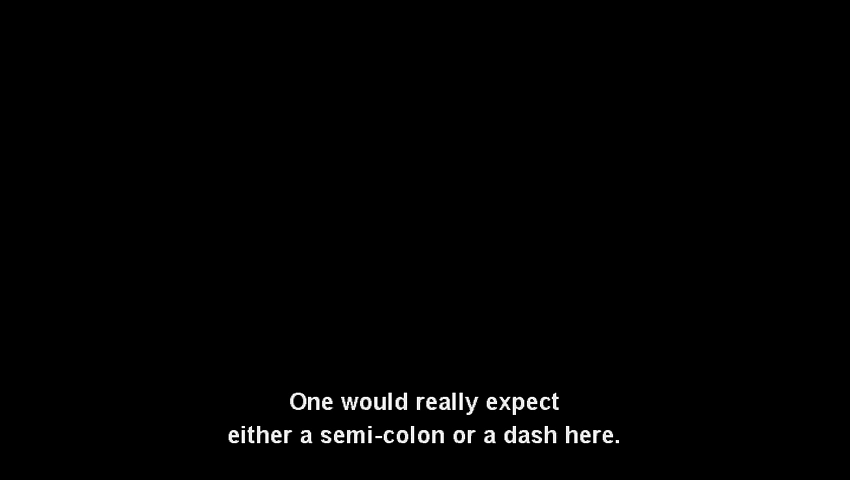 One would really expect
either a semi-colon or a dash here.